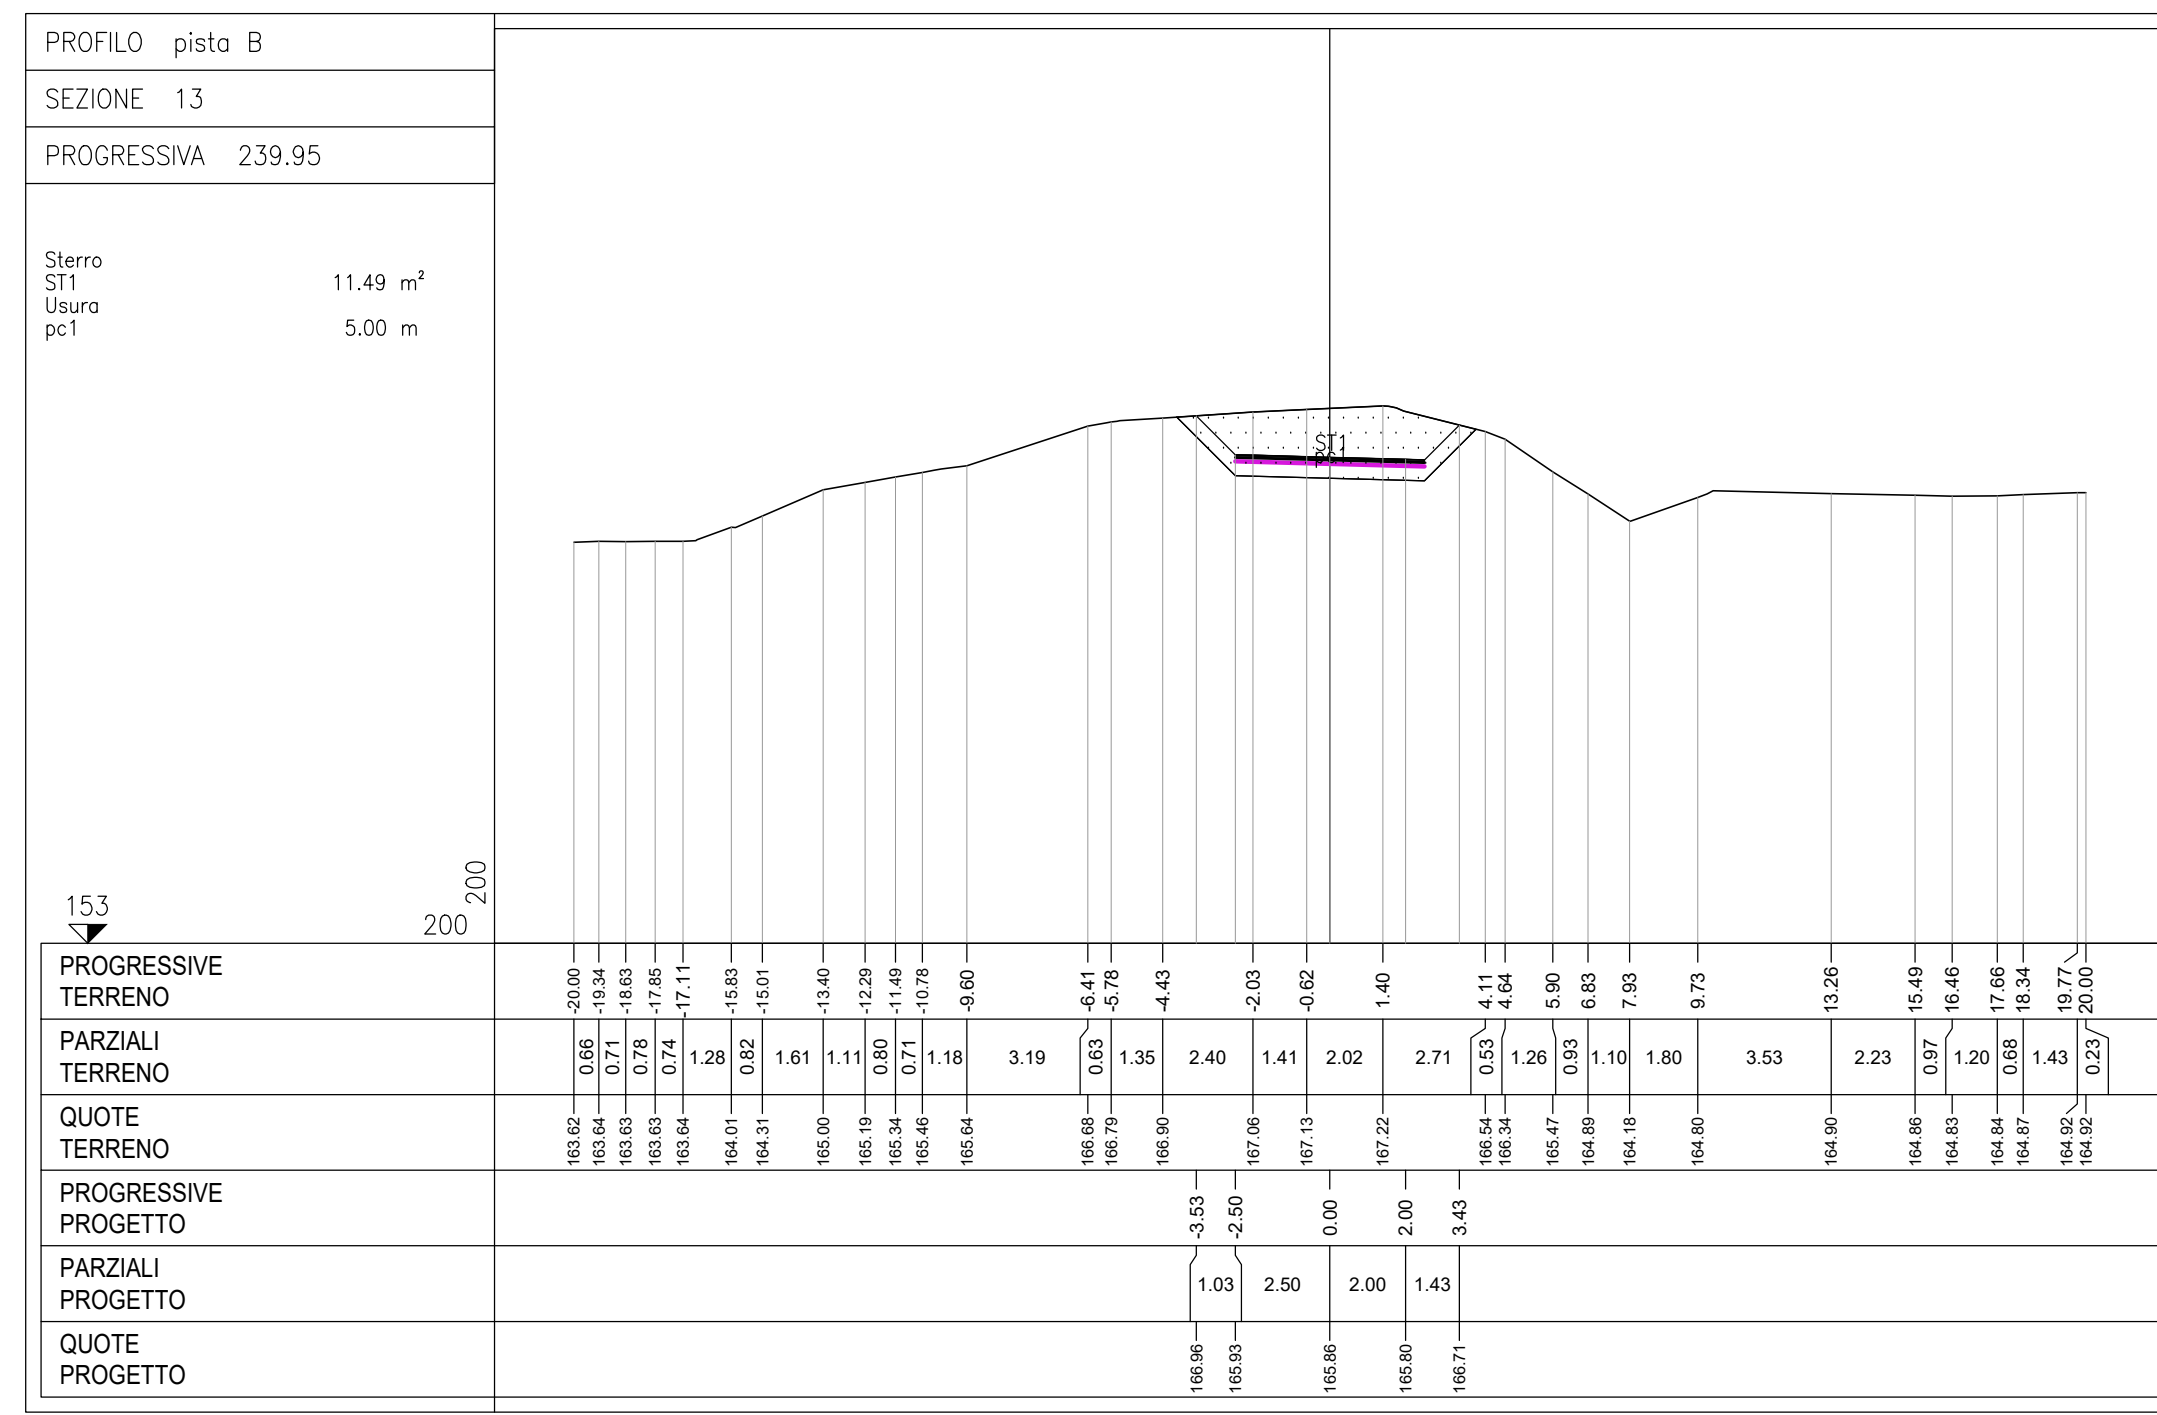 PROFILO pista B
SEZIONE 13
PROGRESSIVA 239.95
Sterro
ST1 11.49 m²
Usura
pc1 5.00 m
ST1
pc1
200
153
200
PROGRESSIVE
TERRENO
-20.00 -19.34 -18.63 -17.85 -17.11 -15.83 -15.01 -13.40 -12.29 -11.49 -10.78 -9.60 -6.41 -5.78 -4.43 -2.03 -0.62 1.40 4.11 4.64 5.90 6.83 7.93 9.73 13.26 15.49 16.46 17.66 18.34 19.77 20.00
PARZIALI
TERRENO
0.66 0.71 0.78 0.74 1.28 0.82 1.61 1.11 0.80 0.71 1.18 3.19 0.63 1.35 2.40 1.41 2.02 2.71 0.53 1.26 0.93 1.10 1.80 3.53 2.23 0.97 1.20 0.68 1.43 0.23
QUOTE
TERRENO
163.62 163.64 163.63 163.63 163.64 164.01 164.31 165.00 165.19 165.34 165.46 165.64 166.68 166.79 166.90 167.06 167.13 167.22 166.54 166.34 165.47 164.89 164.18 164.80 164.90 164.86 164.83 164.84 164.87 164.92 164.92
PROGRESSIVE
PROGETTO
-3.53 -2.50 0.00 2.00 3.43
PARZIALI
PROGETTO
1.03 2.50 2.00 1.43
QUOTE
PROGETTO
166.96 165.93 165.86 165.80 166.71